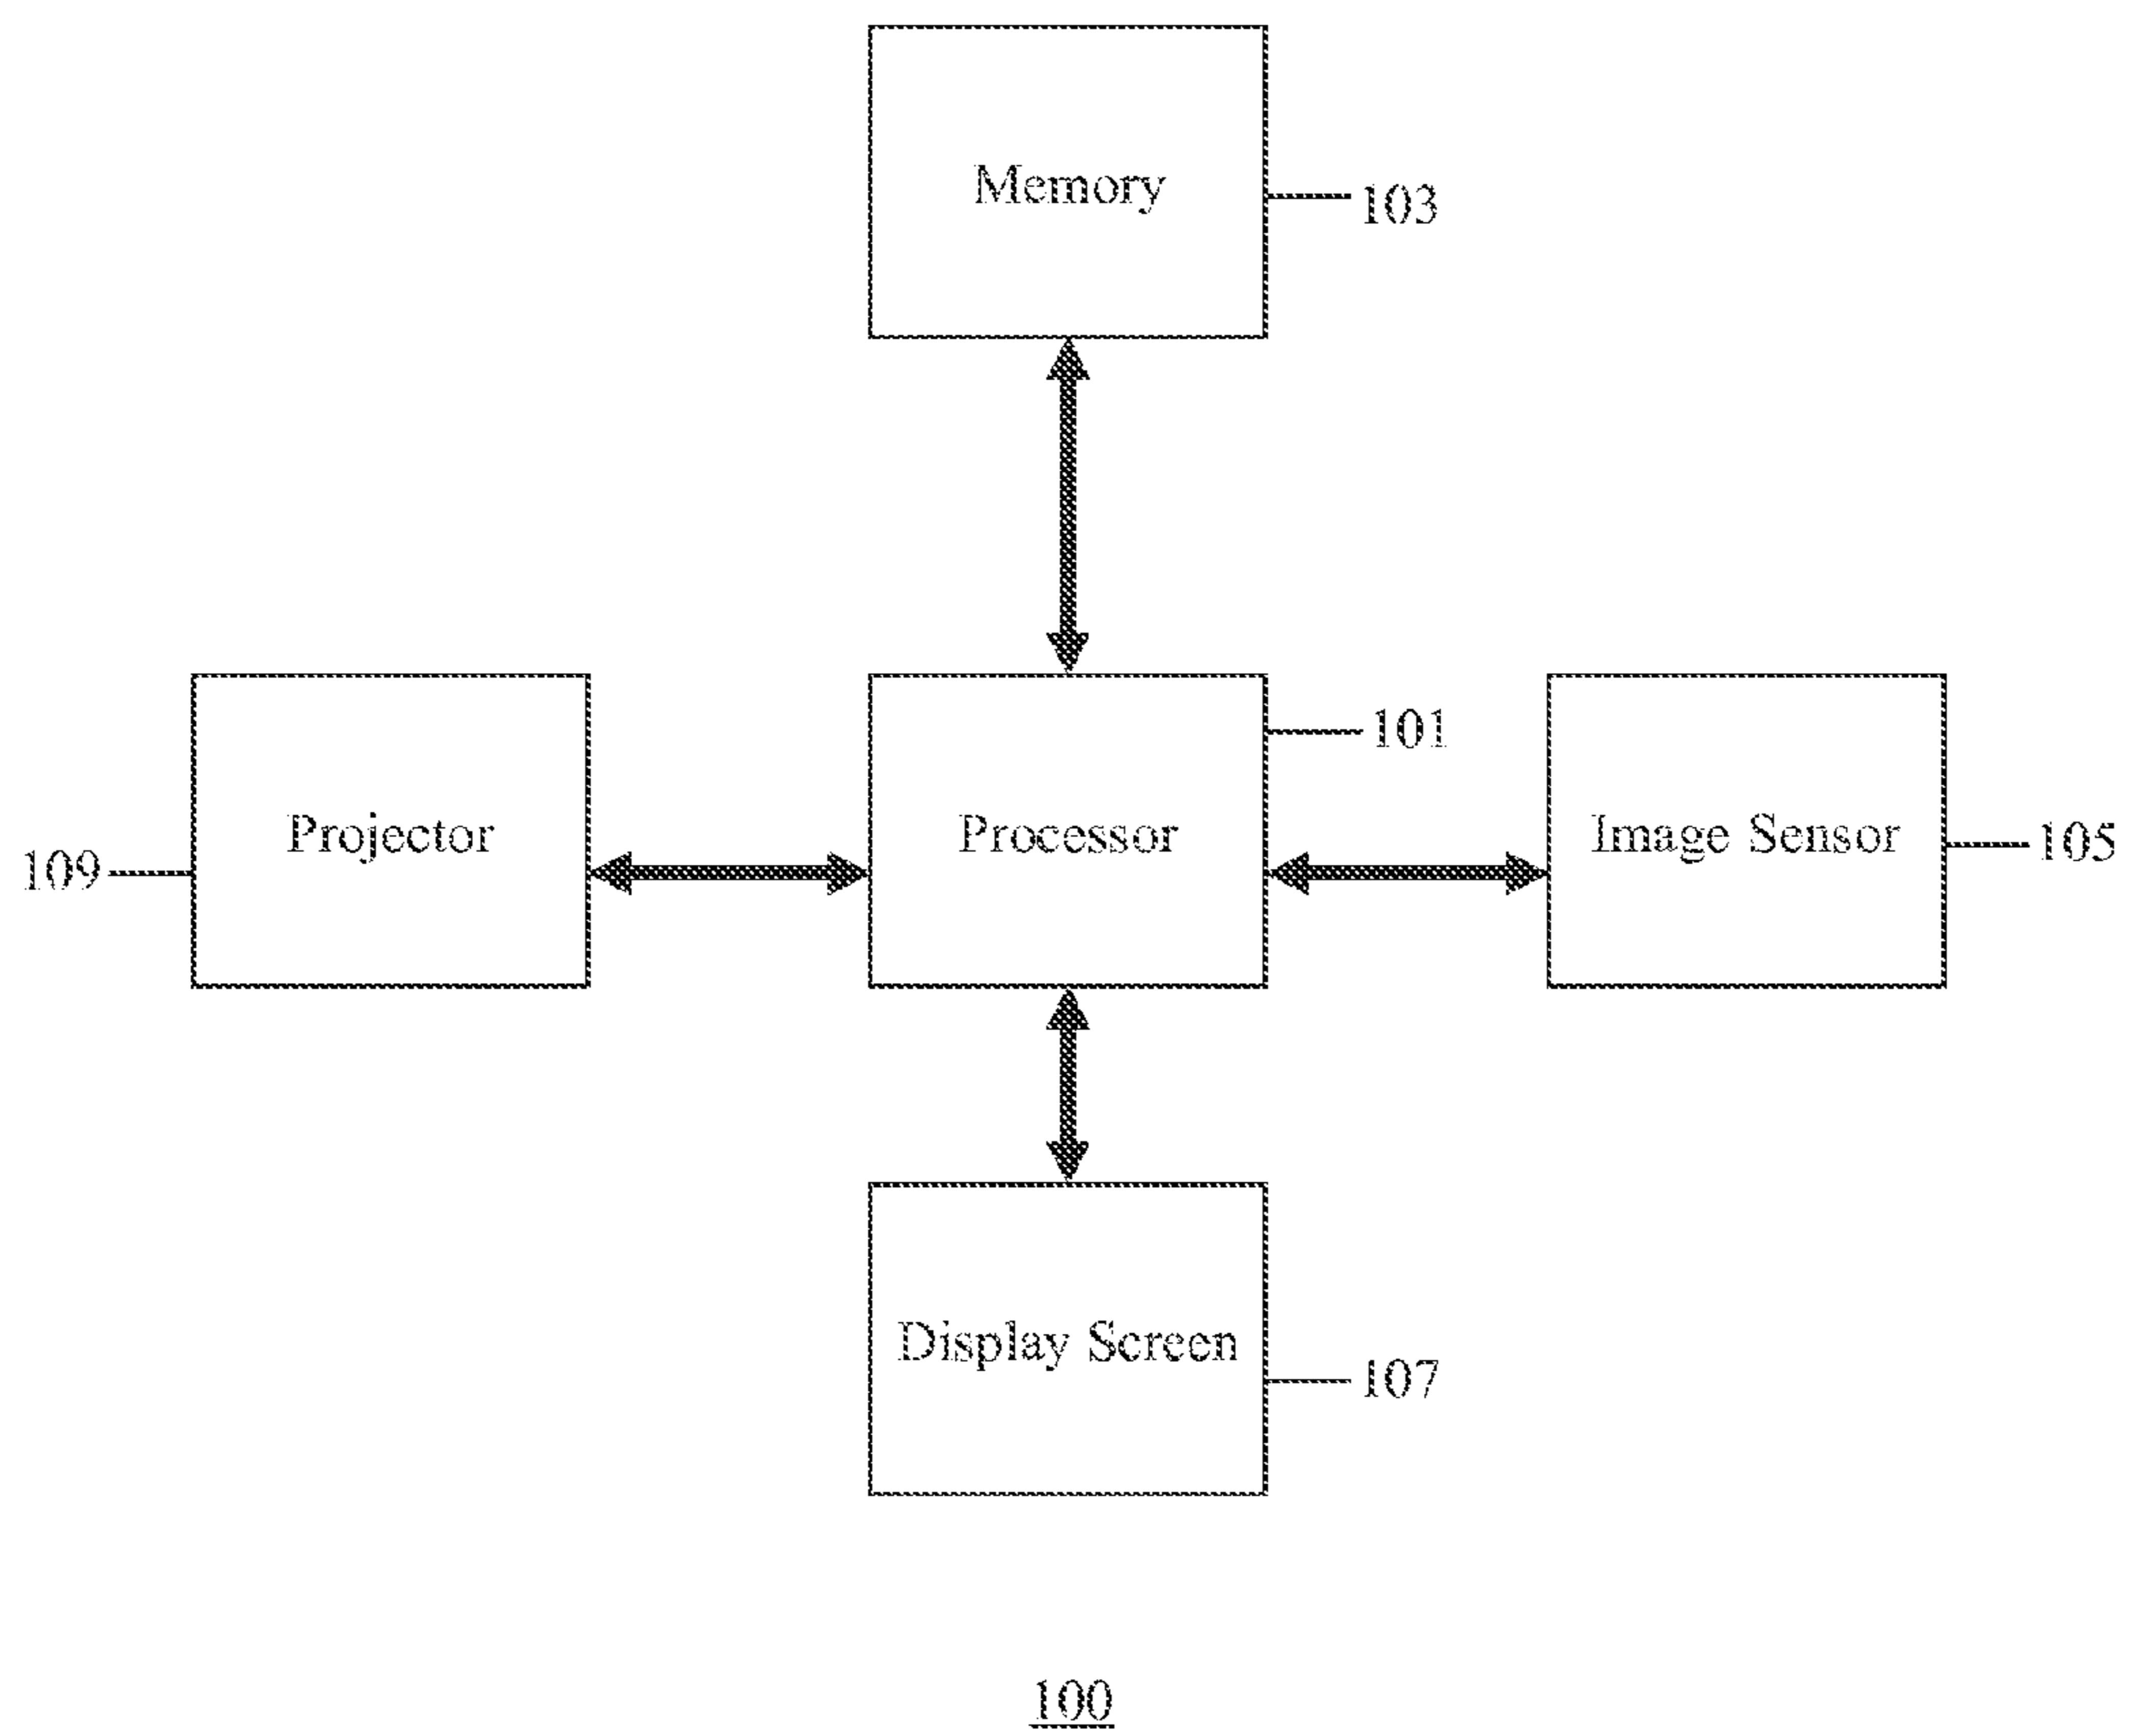 Memory
103
101
Projector
Processor
Image Sensor
109
105
Display Screen
107
100